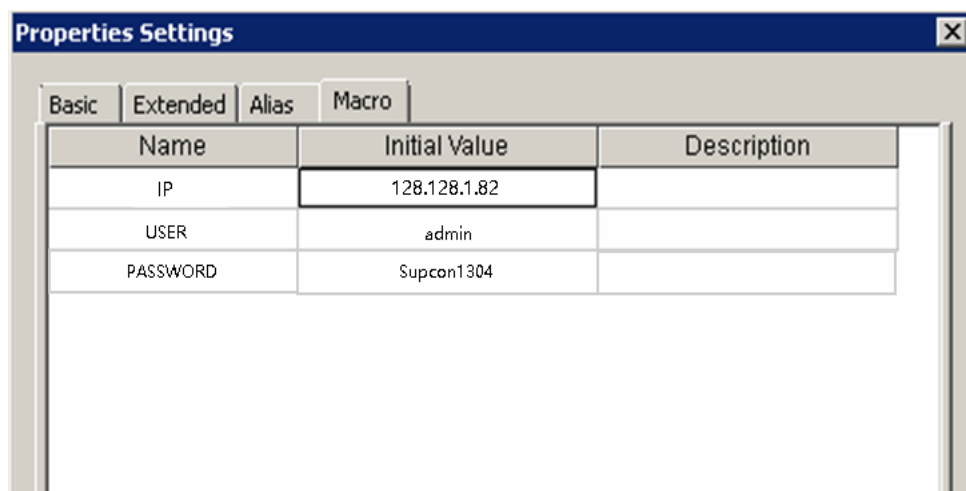 Properties Settings
Basic Extended Alias Macro
Name Initial Value Description
IP 128.128.1.82
USER admin
PASSWORD Supcon1304